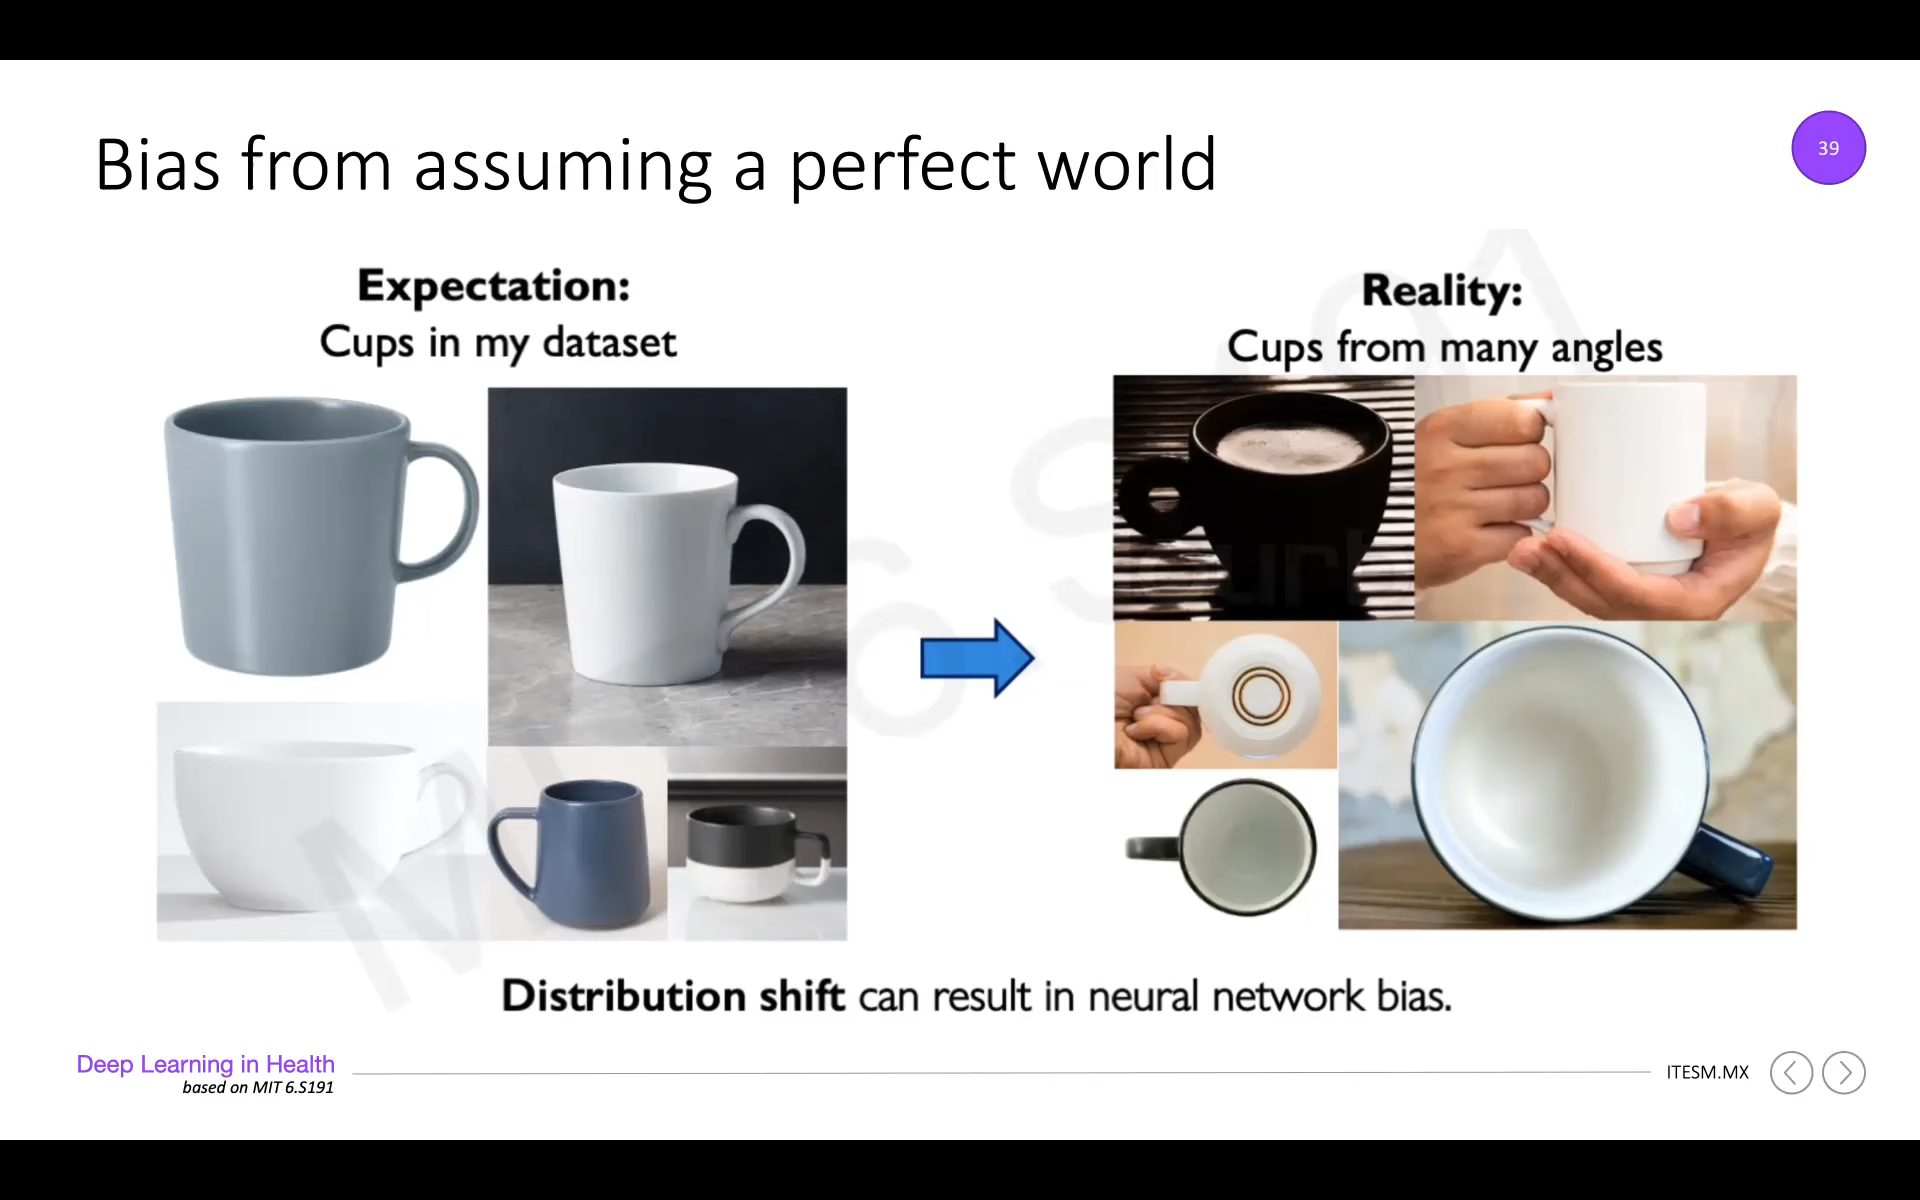 Bias from assuming a perfect world
39
Expectation:
Cups in my dataset
Reality:
Cups from many angles
Distribution shift can result in neural network bias.
Deep Learning in Health
based on MIT 6.S191
ITESM.MX